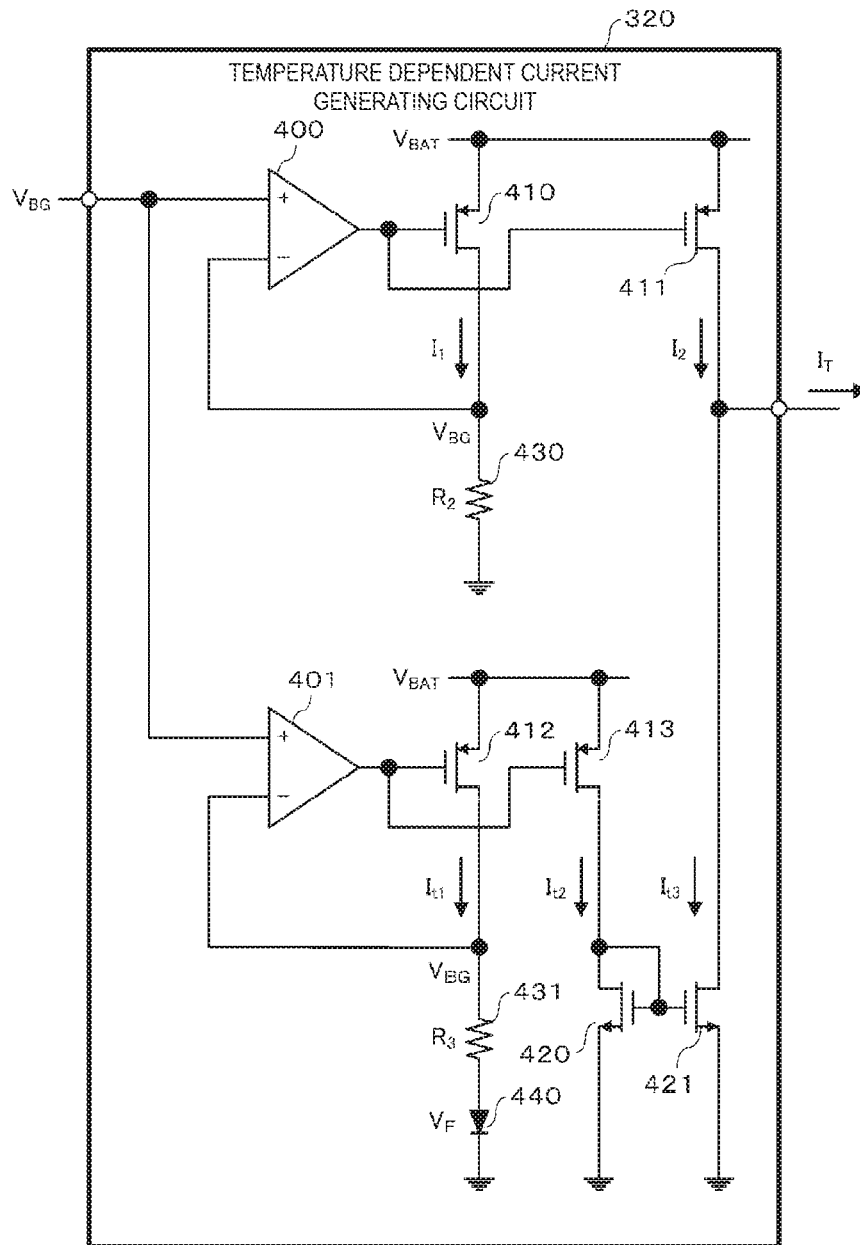 320
TEMPERATURE DEPENDENT CURRENT
GENERATING CIRCUIT
400
V_BAT
V_BG
+
410
−
411
I_1
I_2
I_T
V_BG
430
R_2
401
V_BAT
+
412
413
−
I_t1
I_t2
I_t3
V_BG
431
R_3
420
421
440
V_F